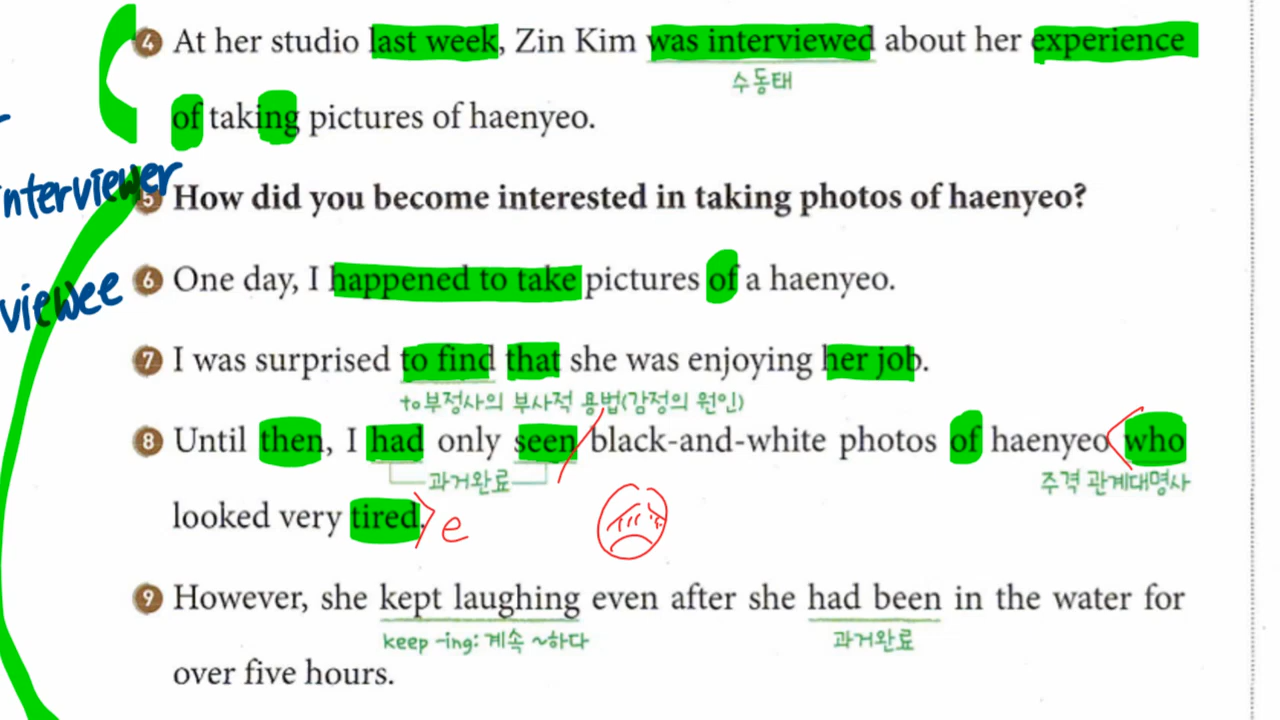 4 At her studio last week, Zin Kim was interviewed about her experience
수동태
of taking pictures of haenyeo.
interviewer
5 How did you become interested in taking photos of haenyeo?
viewee
6 One day, I happened to take pictures of a haenyeo.
7 I was surprised to find that she was enjoying her job.
to부정사의 부사적 용법(감정의 원인)
8 Until then, I had only seen black-and-white photos of haenyeo who
과거완료 주격 관계대명사
looked very tired. e
9 However, she kept laughing even after she had been in the water for
keep -ing: 계속 ~하다 과거완료
over five hours.